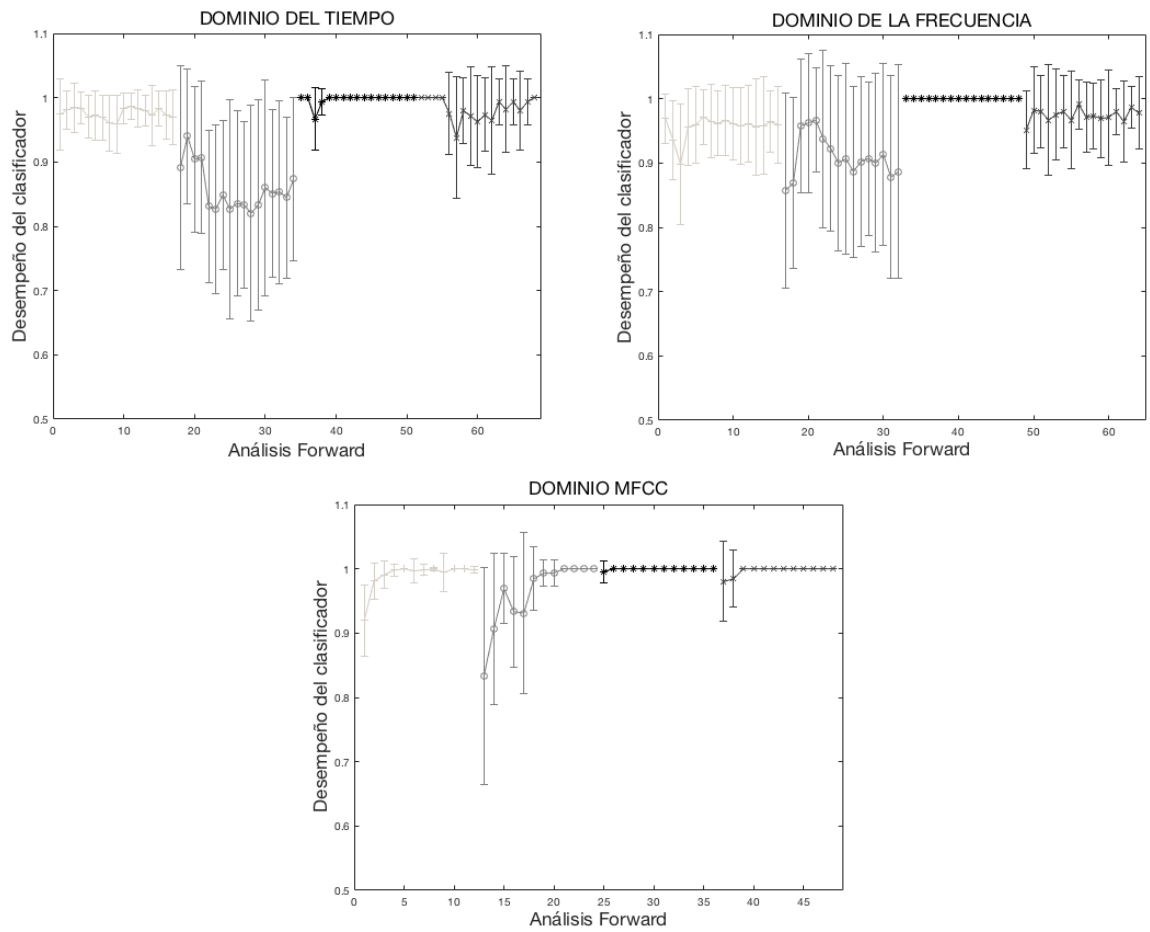 DOMINIO DEL TIEMPO
1.1
1
0.9
0.8
0.7
0.6
0.5
Desempeño del clasificador
0 10 20 30 40 50 60
Análisis Forward
DOMINIO DE LA FRECUENCIA
1.1
1
0.9
0.8
0.7
0.6
0.5
Desempeño del clasificador
0 10 20 30 40 50 60
Análisis Forward
DOMINIO MFCC
1.1
1
0.9
0.8
0.7
0.6
0.5
Desempeño del clasificador
0 5 10 15 20 25 30 35 40 45
Análisis Forward